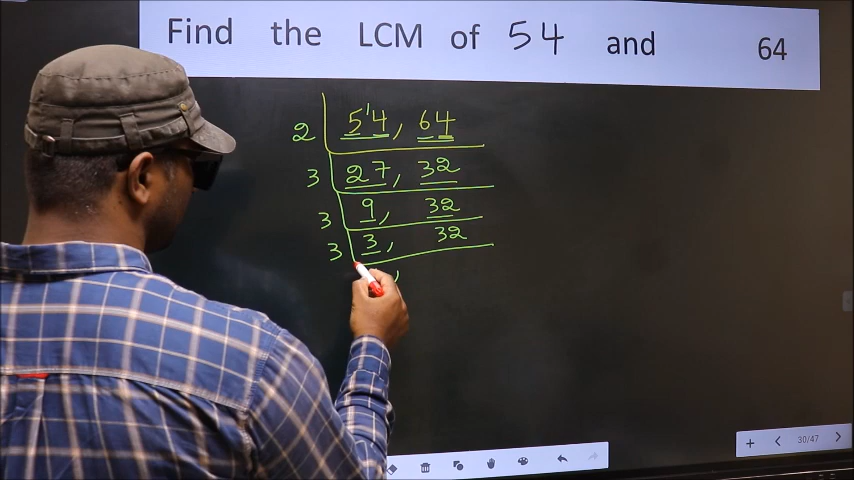 Find the LCM of 54 and 64
2 5¹4, 64
3 27, 32
3 9, 32
3 3, 32
,
30/47